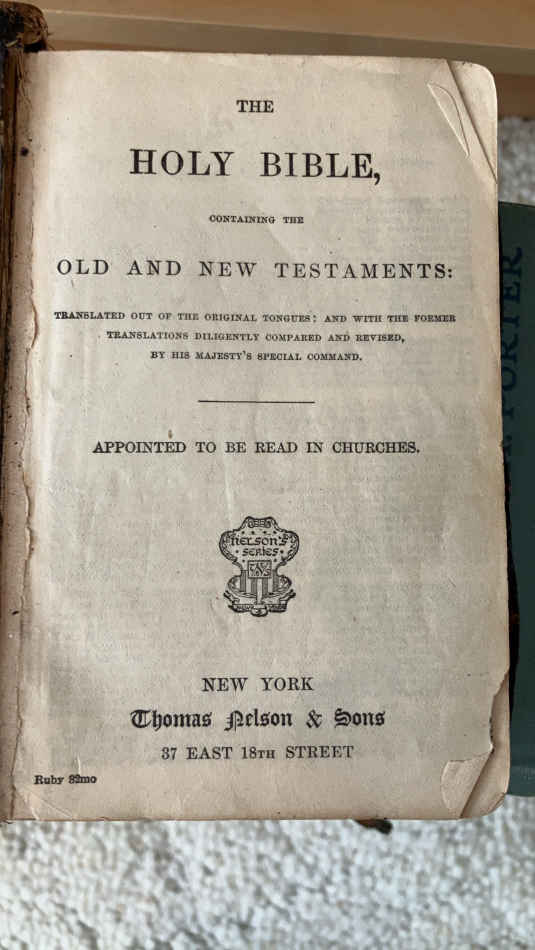 THE
HOLY BIBLE,
CONTAINING THE
OLD AND NEW TESTAMENTS:
TRANSLATED OUT OF THE ORIGINAL TONGUES: AND WITH THE FORMER
TRANSLATIONS DILIGENTLY COMPARED AND REVISED,
BY HIS MAJESTY'S SPECIAL COMMAND.
APPOINTED TO BE READ IN CHURCHES.
NELSON'S
SERIES
NEW YORK
Thomas Nelson & Sons
37 EAST 18TH STREET
Ruby 32mo
PORTER